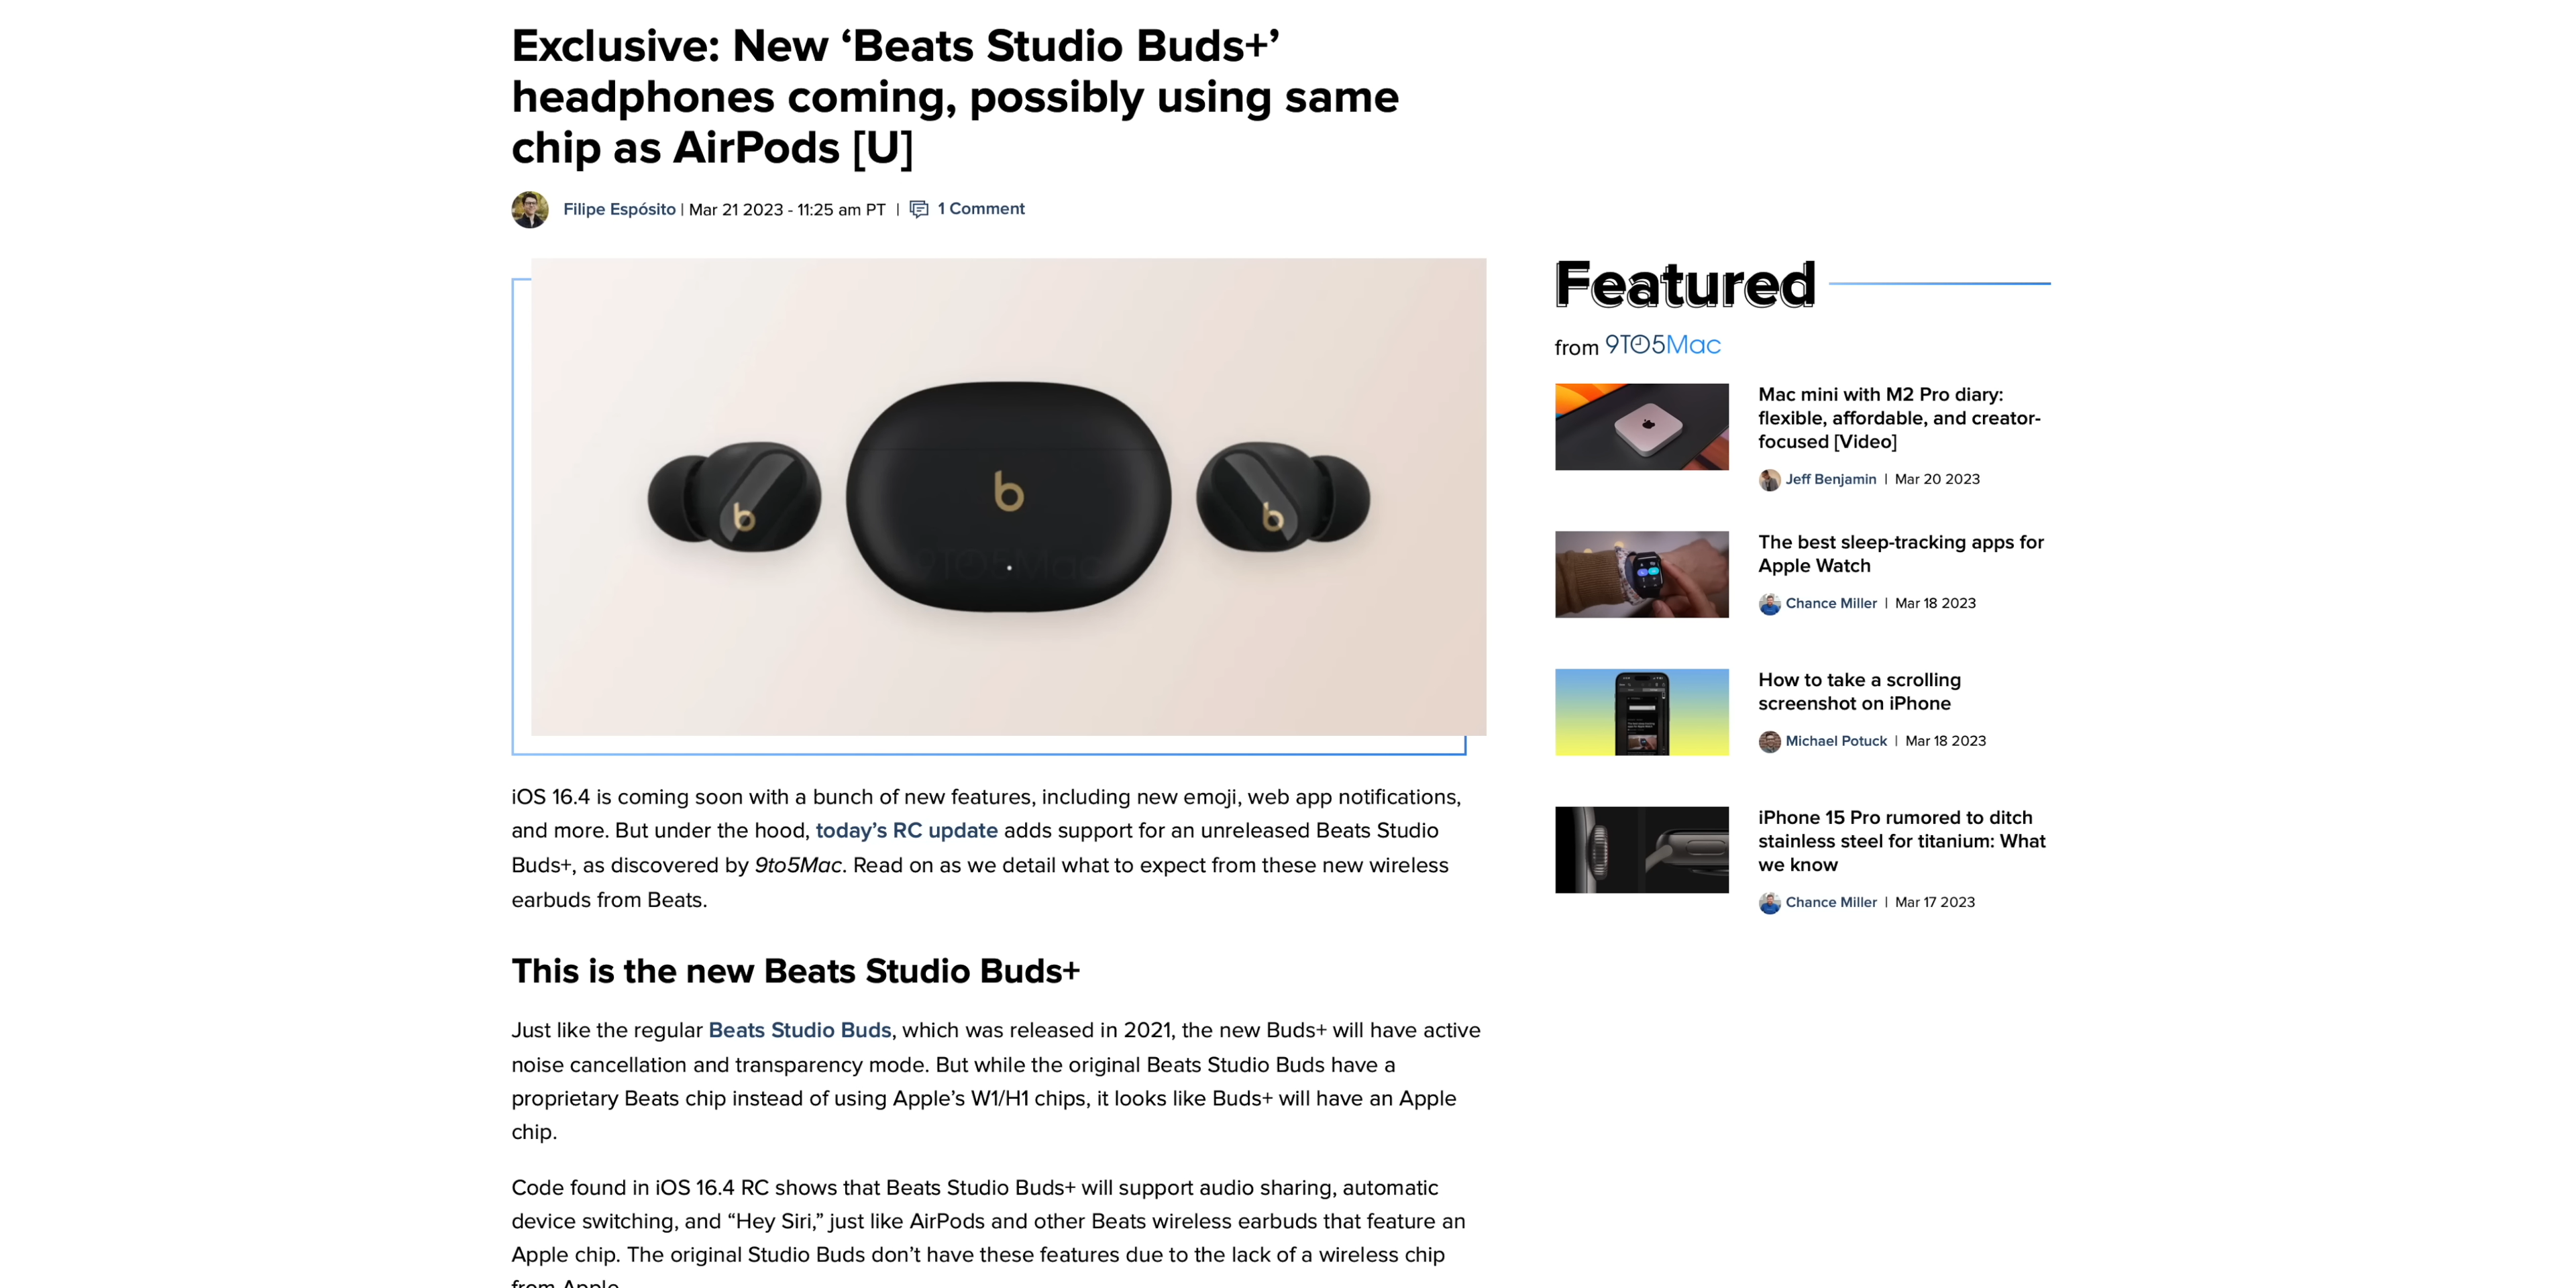 Exclusive: New ‘Beats Studio Buds+’
headphones coming, possibly using same
chip as AirPods [U]
Filipe Espósito | Mar 21 2023 - 11:25 am PT | 1 Comment
b
b
b
9TO5Mac
iOS 16.4 is coming soon with a bunch of new features, including new emoji, web app notifications,
and more. But under the hood, today’s RC update adds support for an unreleased Beats Studio
Buds+, as discovered by 9to5Mac. Read on as we detail what to expect from these new wireless
earbuds from Beats.
This is the new Beats Studio Buds+
Just like the regular Beats Studio Buds, which was released in 2021, the new Buds+ will have active
noise cancellation and transparency mode. But while the original Beats Studio Buds have a
proprietary Beats chip instead of using Apple’s W1/H1 chips, it looks like Buds+ will have an Apple
chip.
Code found in iOS 16.4 RC shows that Beats Studio Buds+ will support audio sharing, automatic
device switching, and “Hey Siri,” just like AirPods and other Beats wireless earbuds that feature an
Apple chip. The original Studio Buds don’t have these features due to the lack of a wireless chip
from Apple.
Featured
from 9TO5Mac
Mac mini with M2 Pro diary:
flexible, affordable, and creator-
focused [Video]
Jeff Benjamin | Mar 20 2023
The best sleep-tracking apps for
Apple Watch
Chance Miller | Mar 18 2023
How to take a scrolling
screenshot on iPhone
Michael Potuck | Mar 18 2023
iPhone 15 Pro rumored to ditch
stainless steel for titanium: What
we know
Chance Miller | Mar 17 2023